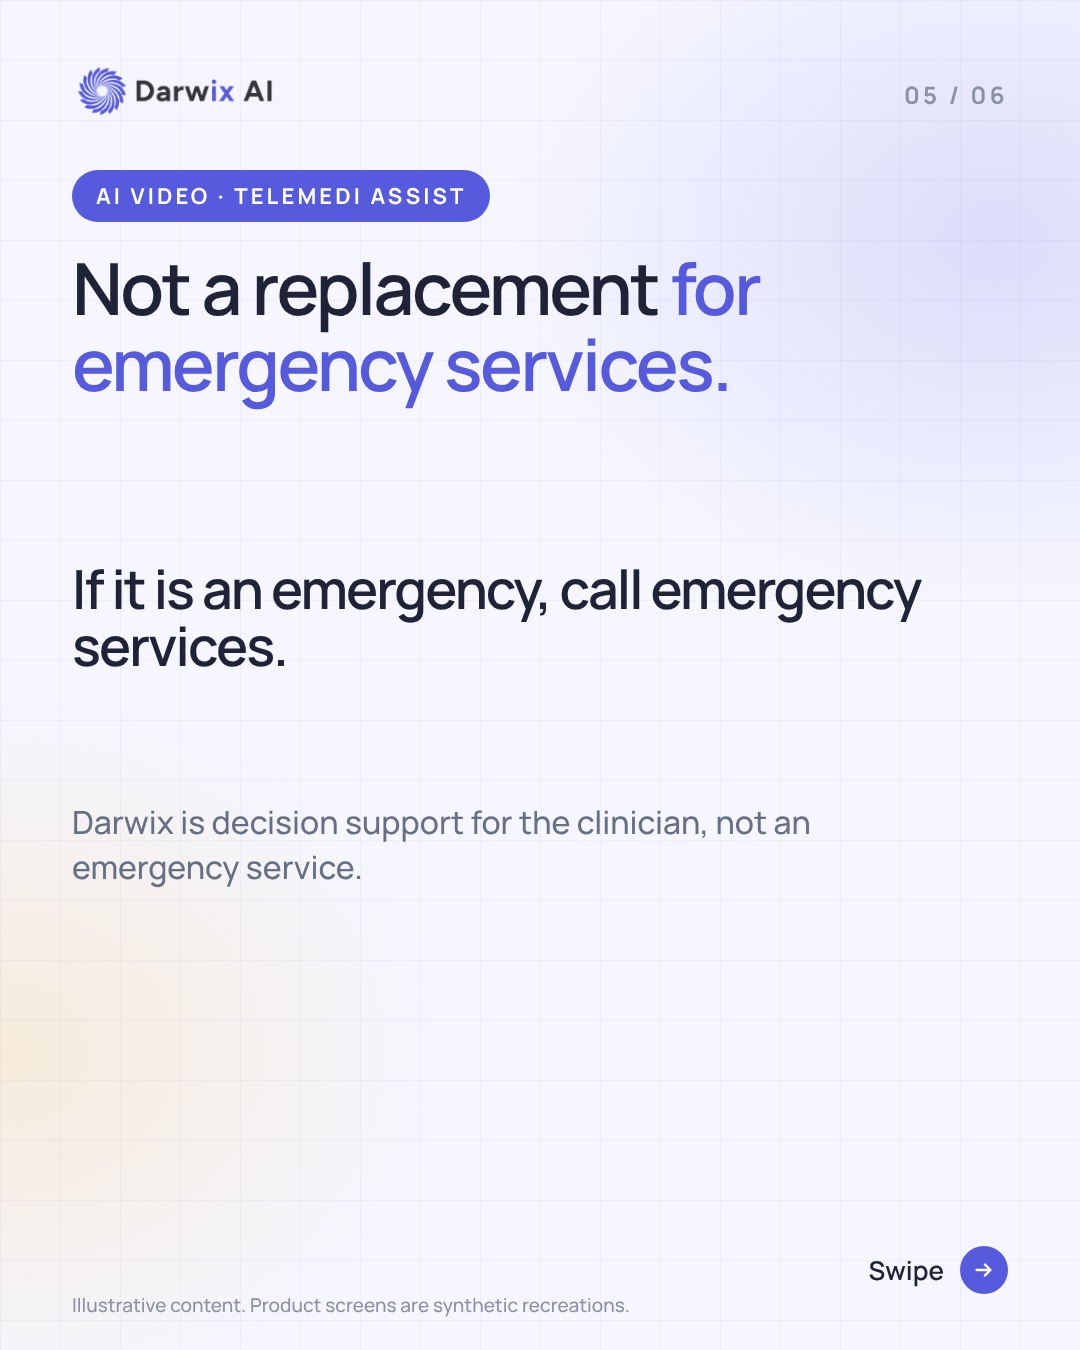 Darwix AI
05 / 06
AI VIDEO · TELEMEDI ASSIST
Not a replacement for
emergency services.
If it is an emergency, call emergency
services.
Darwix is decision support for the clinician, not an
emergency service.
Swipe
Illustrative content. Product screens are synthetic recreations.